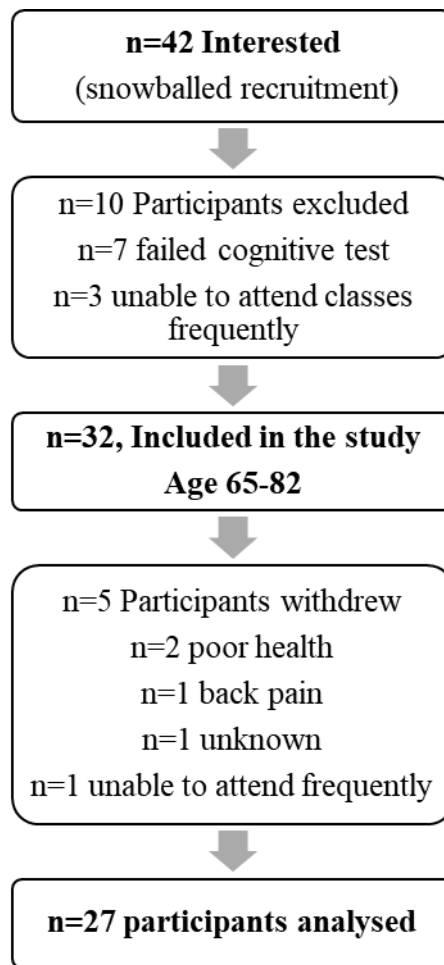 n=42 Interested
(snowballed recruitment)
n=10 Participants excluded
n=7 failed cognitive test
n=3 unable to attend classes
frequently
n=32, Included in the study
Age 65-82
n=5 Participants withdrew
n=2 poor health
n=1 back pain
n=1 unknown
n=1 unable to attend frequently
n=27 participants analysed